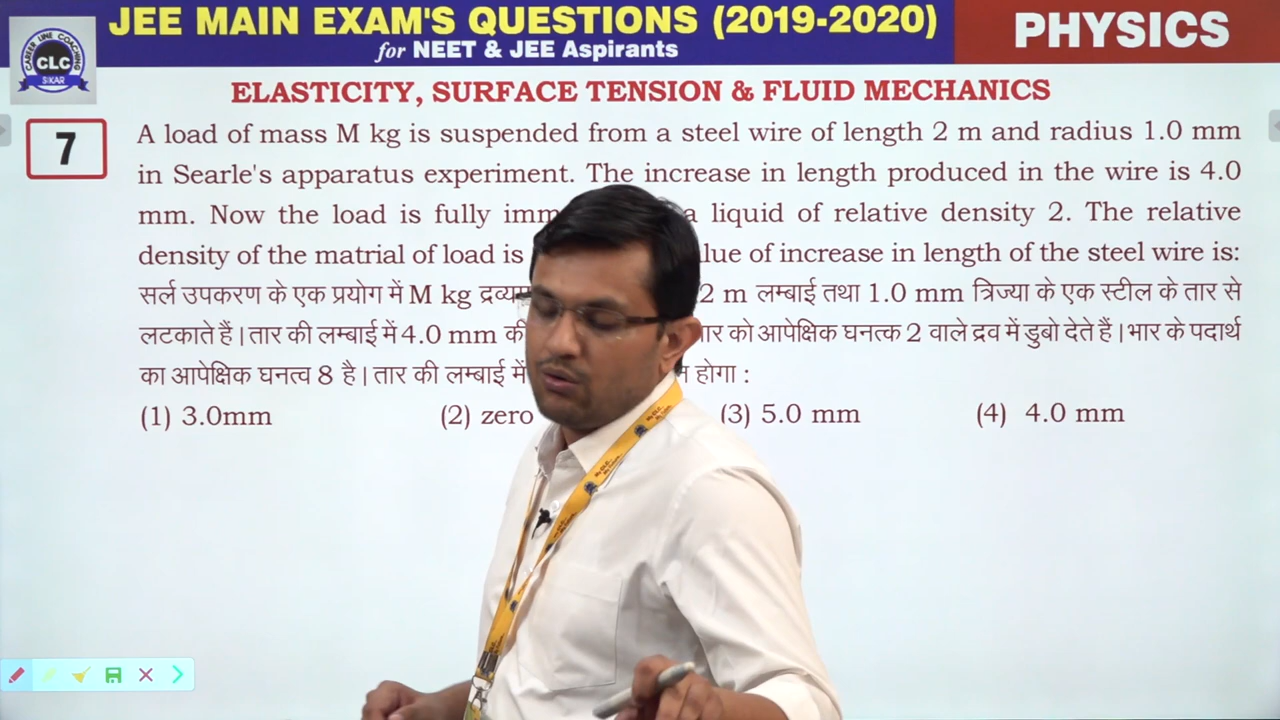 JEE MAIN EXAM'S QUESTIONS (2019-2020)
for NEET & JEE Aspirants
PHYSICS
CAREER LINE COACHING
CLC
SIKAR
ELASTICITY, SURFACE TENSION & FLUID MECHANICS
7
A load of mass M kg is suspended from a steel wire of length 2 m and radius 1.0 mm
in Searle's apparatus experiment. The increase in length produced in the wire is 4.0
mm. Now the load is fully a liquid of relative density 2. The relative
density of the matrial of load is of increase in length of the steel wire is:
सर्ल उपकरण के एक प्रयोग में M kg 2 m लम्बाई तथा 1.0 mm त्रिज्या के एक स्टील के तार से
लटकाते हैं। तार की लम्बाई में 4.0 mm की को आपेक्षिक घनत्क 2 वाले द्रव में डुबो देते हैं। भार के पदार्थ
का आपेक्षिक घनत्व 8 है। तार की लम्बाई में होगा :
(1) 3.0mm (2) zero (3) 5.0 mm (4) 4.0 mm